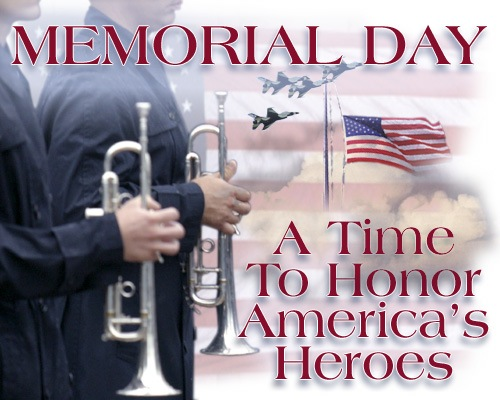 MEMORIAL DAY
A Time
To Honor
America's
Heroes